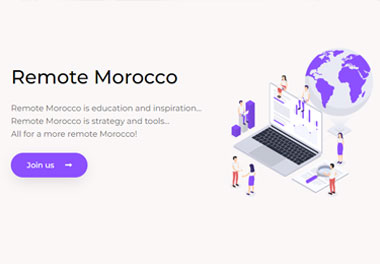 Remote Morocco
Remote Morocco is education and inspiration...
Remote Morocco is strategy and tools...
All for a more remote Morocco!
Join us